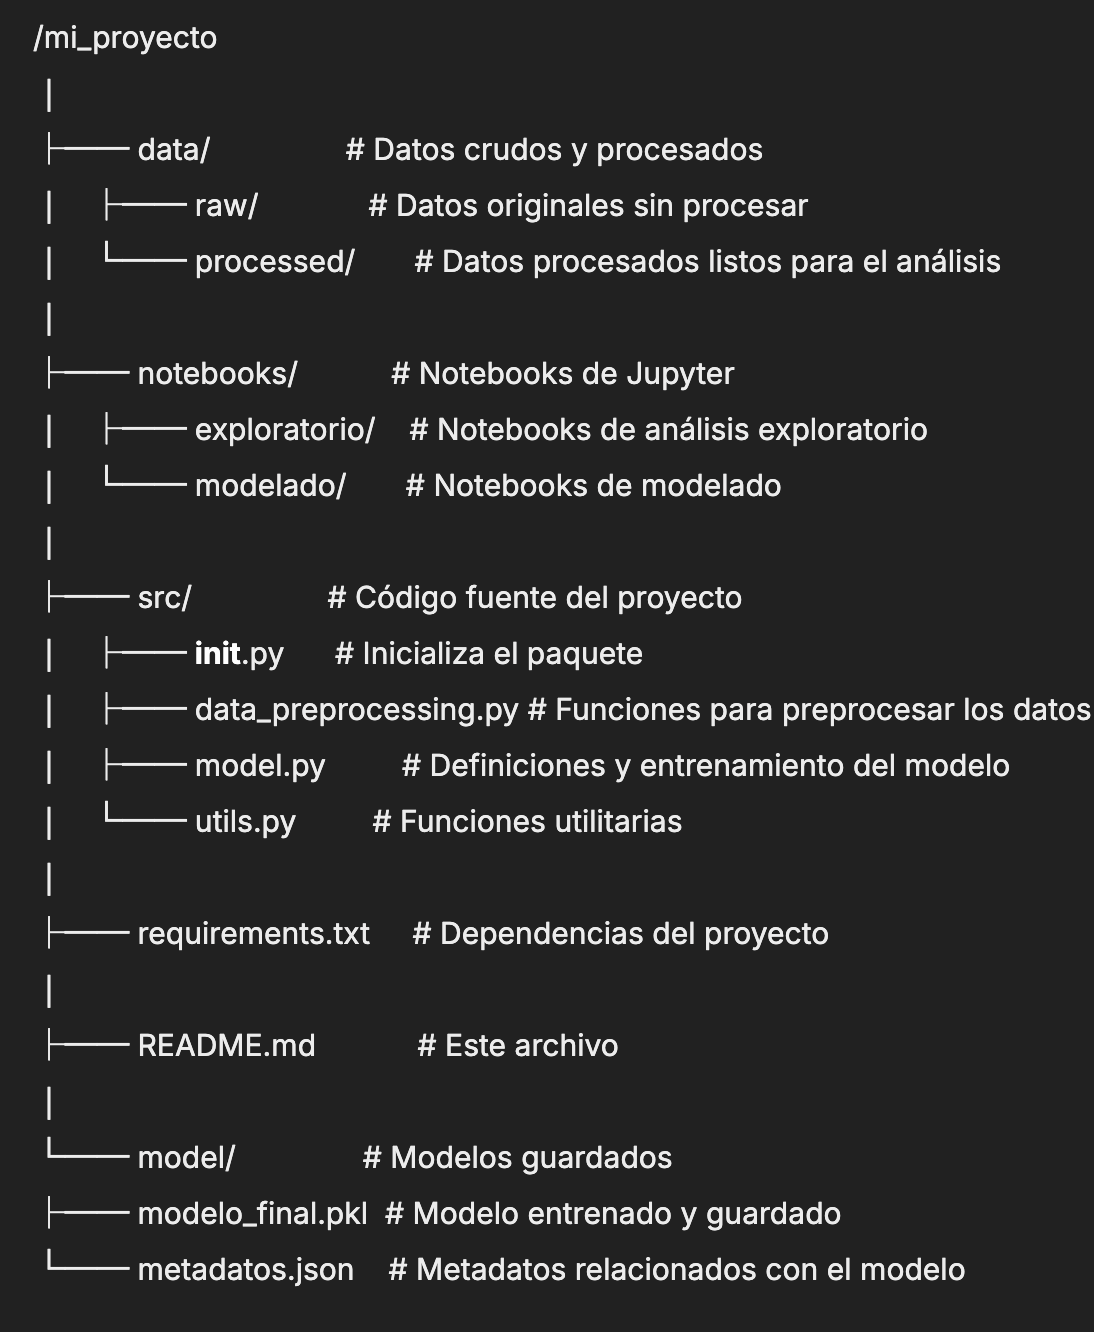 /mi_proyecto
│
├── data/ # Datos crudos y procesados
│ ├── raw/ # Datos originales sin procesar
│ └── processed/ # Datos procesados listos para el análisis
│
├── notebooks/ # Notebooks de Jupyter
│ ├── exploratorio/ # Notebooks de análisis exploratorio
│ └── modelado/ # Notebooks de modelado
│
├── src/ # Código fuente del proyecto
│ ├── init.py # Inicializa el paquete
│ ├── data_preprocessing.py # Funciones para preprocesar los datos
│ ├── model.py # Definiciones y entrenamiento del modelo
│ └── utils.py # Funciones utilitarias
│
├── requirements.txt # Dependencias del proyecto
│
├── README.md # Este archivo
│
└── model/ # Modelos guardados
├── modelo_final.pkl # Modelo entrenado y guardado
└── metadatos.json # Metadatos relacionados con el modelo